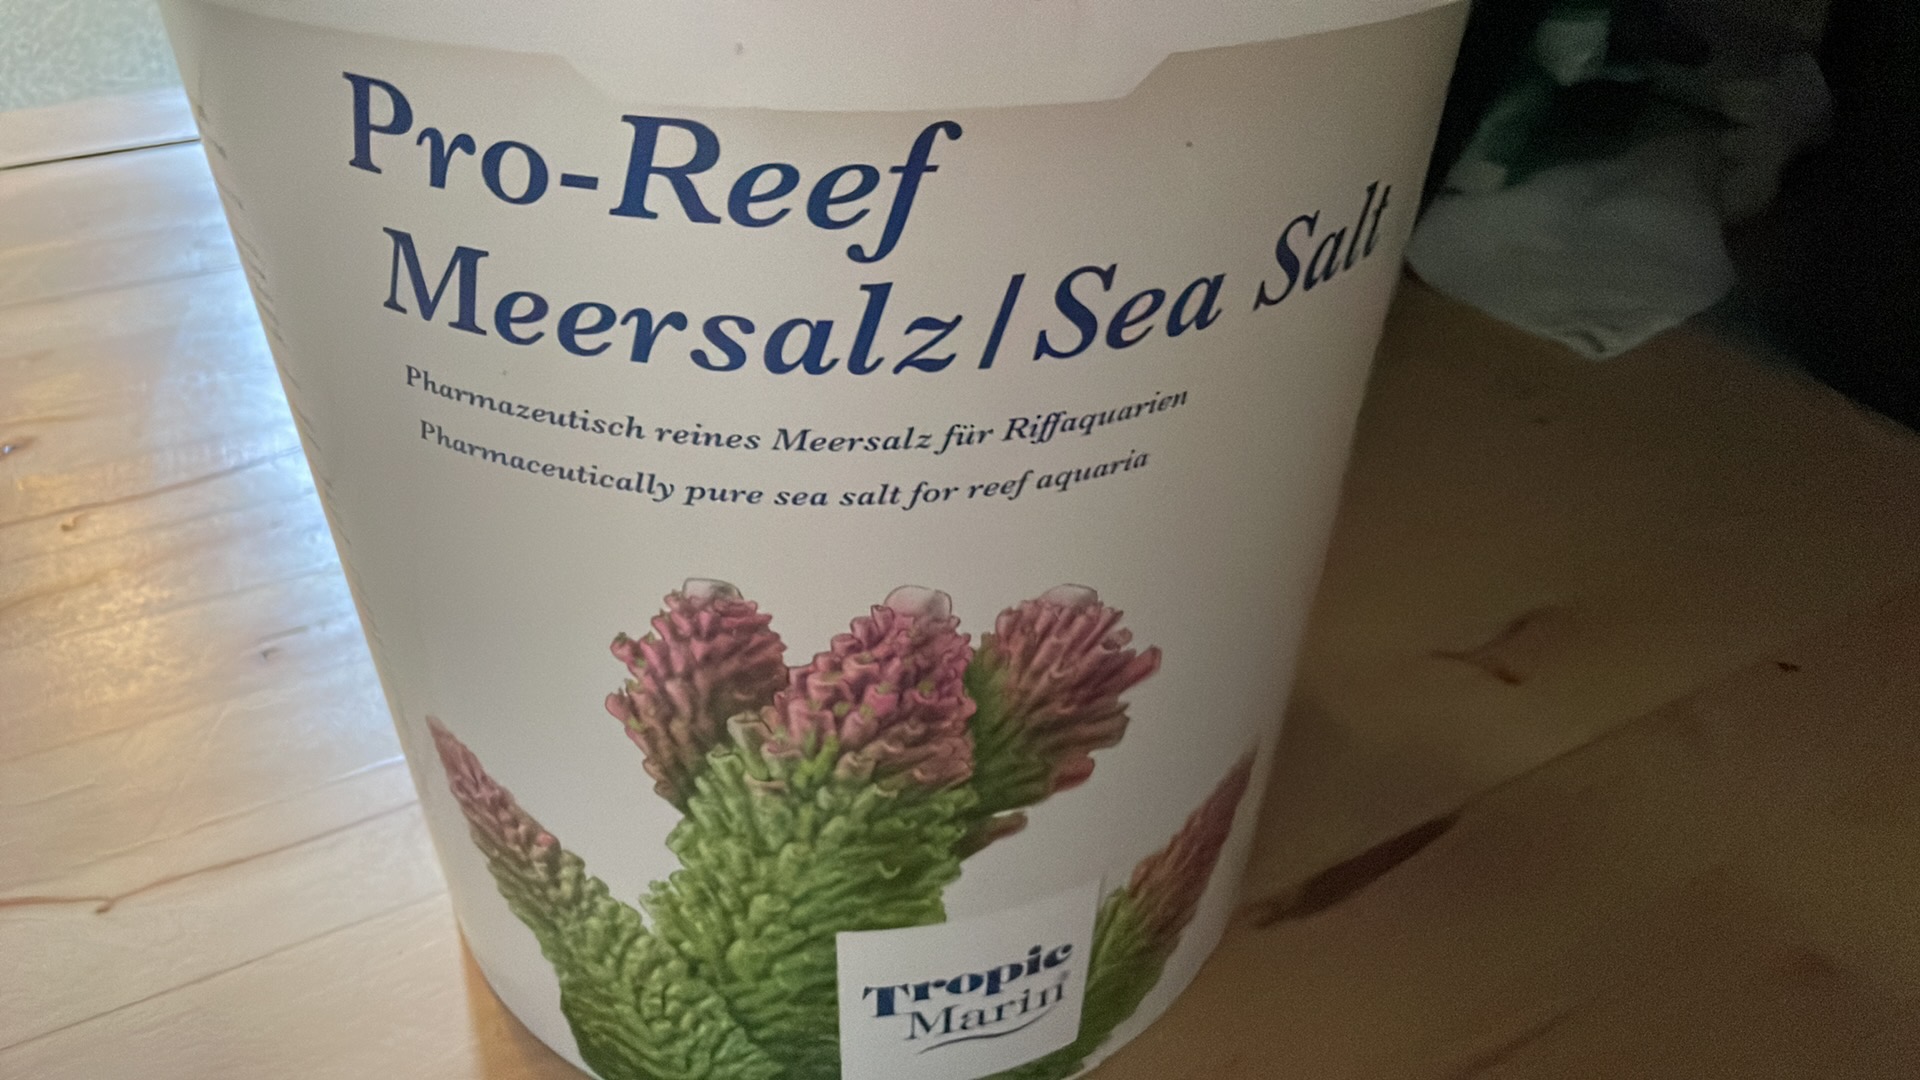 Pro-Reef
Meersalz/Sea Salt
Pharmazeutisch reines Meersalz für Riffaquarien
Pharmaceutically pure sea salt for reef aquaria
Tropic
Marin